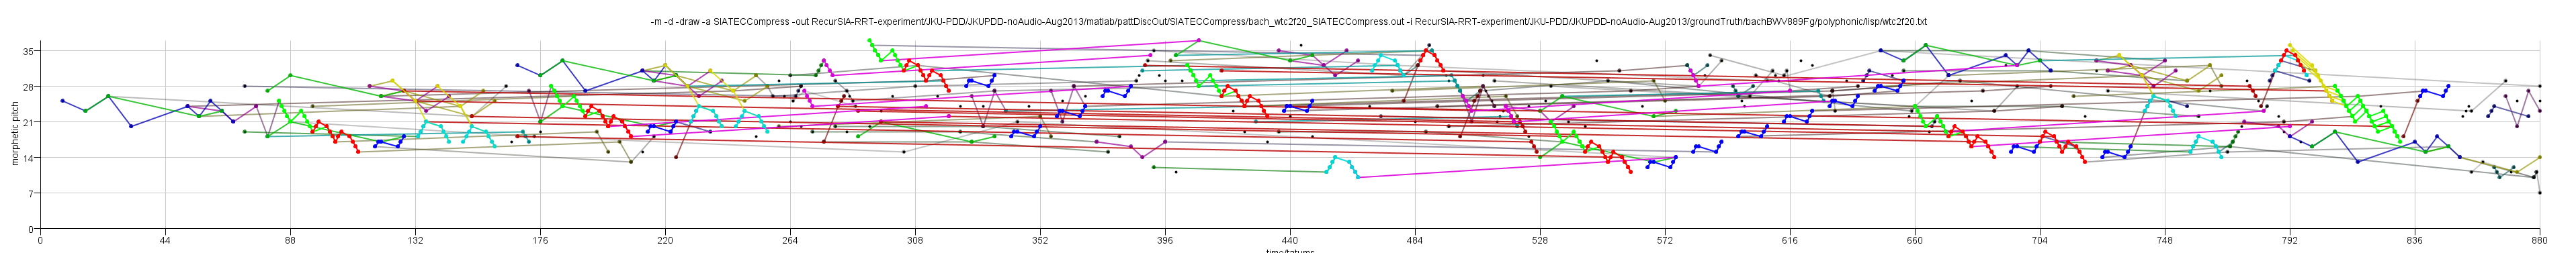 -m -d -draw -a SIATECCompress -out RecurSIA-RRT-experiment/JKU-PDD/JKUPDD-noAudio-Aug2013/matlab/pattDiscOut/SIATECCompress/bach_wtc2f20_SIATECCompress.out -i RecurSIA-RRT-experiment/JKU-PDD/JKUPDD-noAudio-Aug2013/groundTruth/bachBWV889Fg/polyphonic/lisp/wtc2f20.txt
morphetic pitch
35
28
21
14
7
0
0 44 88 132 176 220 264 308 352 396 440 484 528 572 616 660 704 748 792 836 880
time/tatums